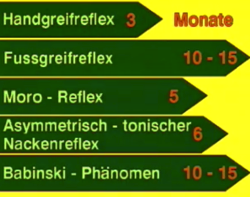 Handgreifreflex 3 Monate
Fussgreifreflex 10 - 15
Moro - Reflex 5
Asymmetrisch - tonischer
Nackenreflex 6
Babinski - Phänomen 10 - 15